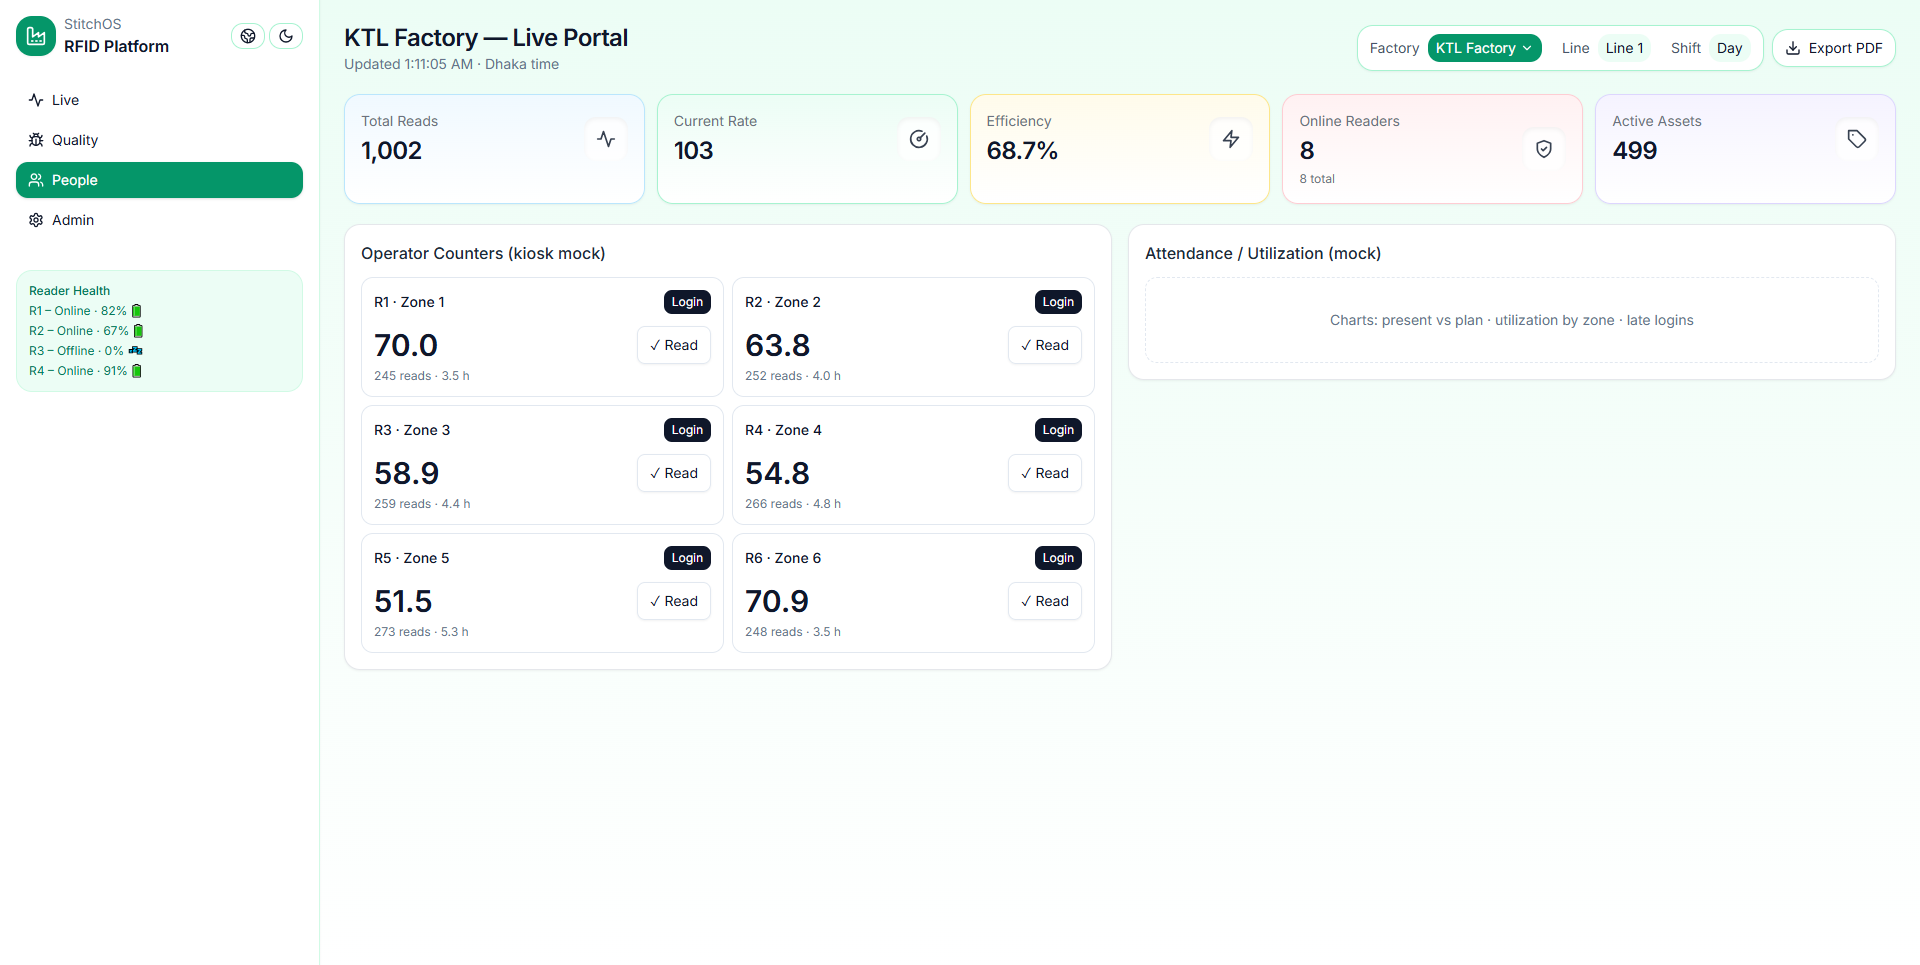 StitchOS
RFID Platform
Live
Quality
People
Admin
Reader Health
R1 – Online · 82% 🔋
R2 – Online · 67% 🔋
R3 – Offline · 0%
R4 – Online · 91% 🔋
KTL Factory — Live Portal
Updated 1:11:05 AM · Dhaka time
Factory KTL Factory Line Line 1 Shift Day
Export PDF
Total Reads
1,002
Current Rate
103
Efficiency
68.7%
Online Readers
8
8 total
Active Assets
499
Operator Counters (kiosk mock)
R1 · Zone 1 Login
70.0 ✓ Read
245 reads · 3.5 h
R2 · Zone 2 Login
63.8 ✓ Read
252 reads · 4.0 h
R3 · Zone 3 Login
58.9 ✓ Read
259 reads · 4.4 h
R4 · Zone 4 Login
54.8 ✓ Read
266 reads · 4.8 h
R5 · Zone 5 Login
51.5 ✓ Read
273 reads · 5.3 h
R6 · Zone 6 Login
70.9 ✓ Read
248 reads · 3.5 h
Attendance / Utilization (mock)
Charts: present vs plan · utilization by zone · late logins